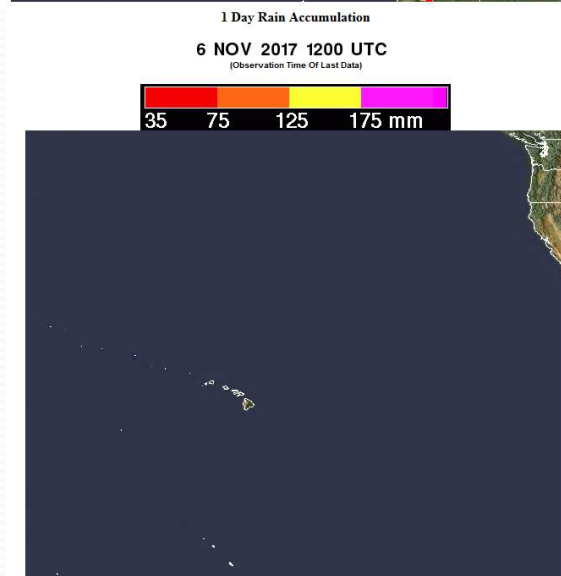 1 Day Rain Accumulation
6 NOV 2017 1200 UTC
(Observation Time Of Last Data)
35 75 125 175 mm